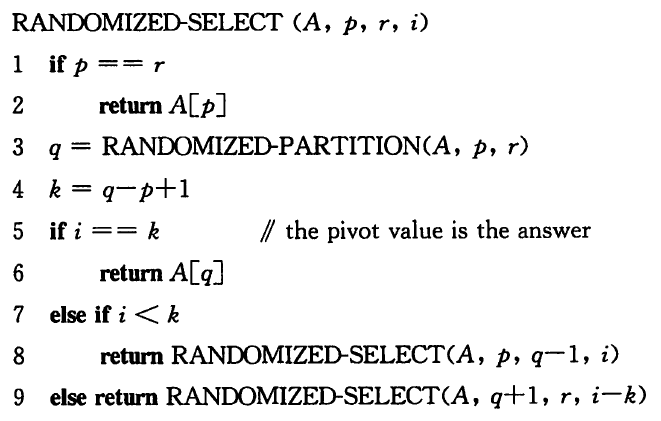 RANDOMIZED-SELECT (A, p, r, i)
1 if p == r
2 return A[p]
3 q = RANDOMIZED-PARTITION(A, p, r)
4 k = q-p+1
5 if i == k // the pivot value is the answer
6 return A[q]
7 else if i < k
8 return RANDOMIZED-SELECT(A, p, q-1, i)
9 else return RANDOMIZED-SELECT(A, q+1, r, i-k)